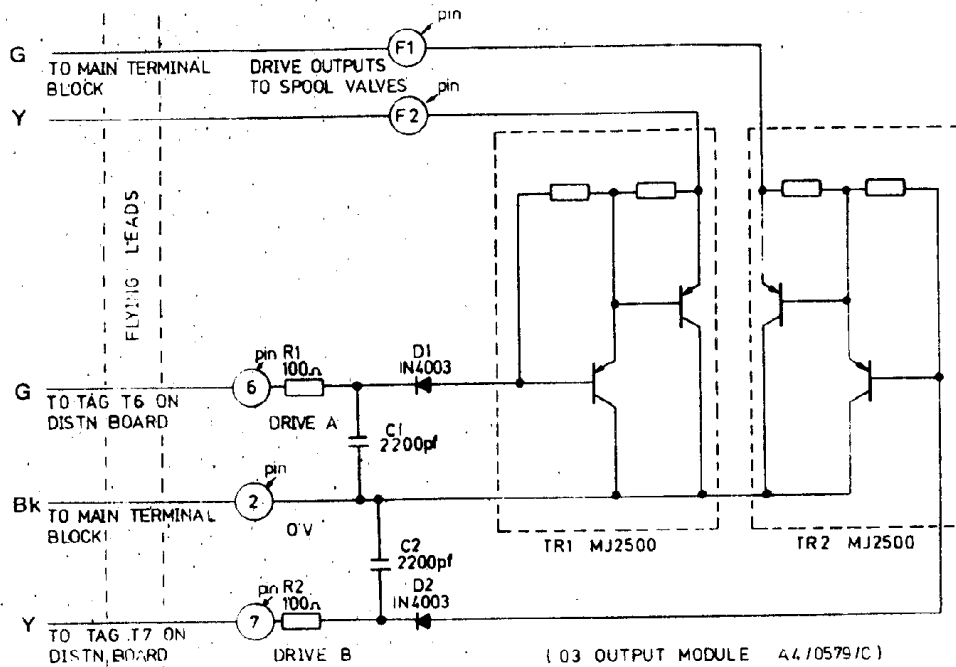 pin
G
F1
TO MAIN TERMINAL
BLOCK
DRIVE OUTPUTS
TO SPOOL VALVES
pin
Y
F2
FLYING LEADS
pin
R1
100Ω
D1
IN4003
G
6
TO TAG T6 ON
DISTN BOARD
DRIVE A
C1
2200pf
pin
Bk
2
TO MAIN TERMINAL
BLOCK
O V
TR1 MJ2500
TR2 MJ2500
C2
2200pf
pin
R2
100Ω
D2
IN4003
Y
7
TO TAG T7 ON
DISTN BOARD
DRIVE B
( 03 OUTPUT MODULE A4/0579/C )